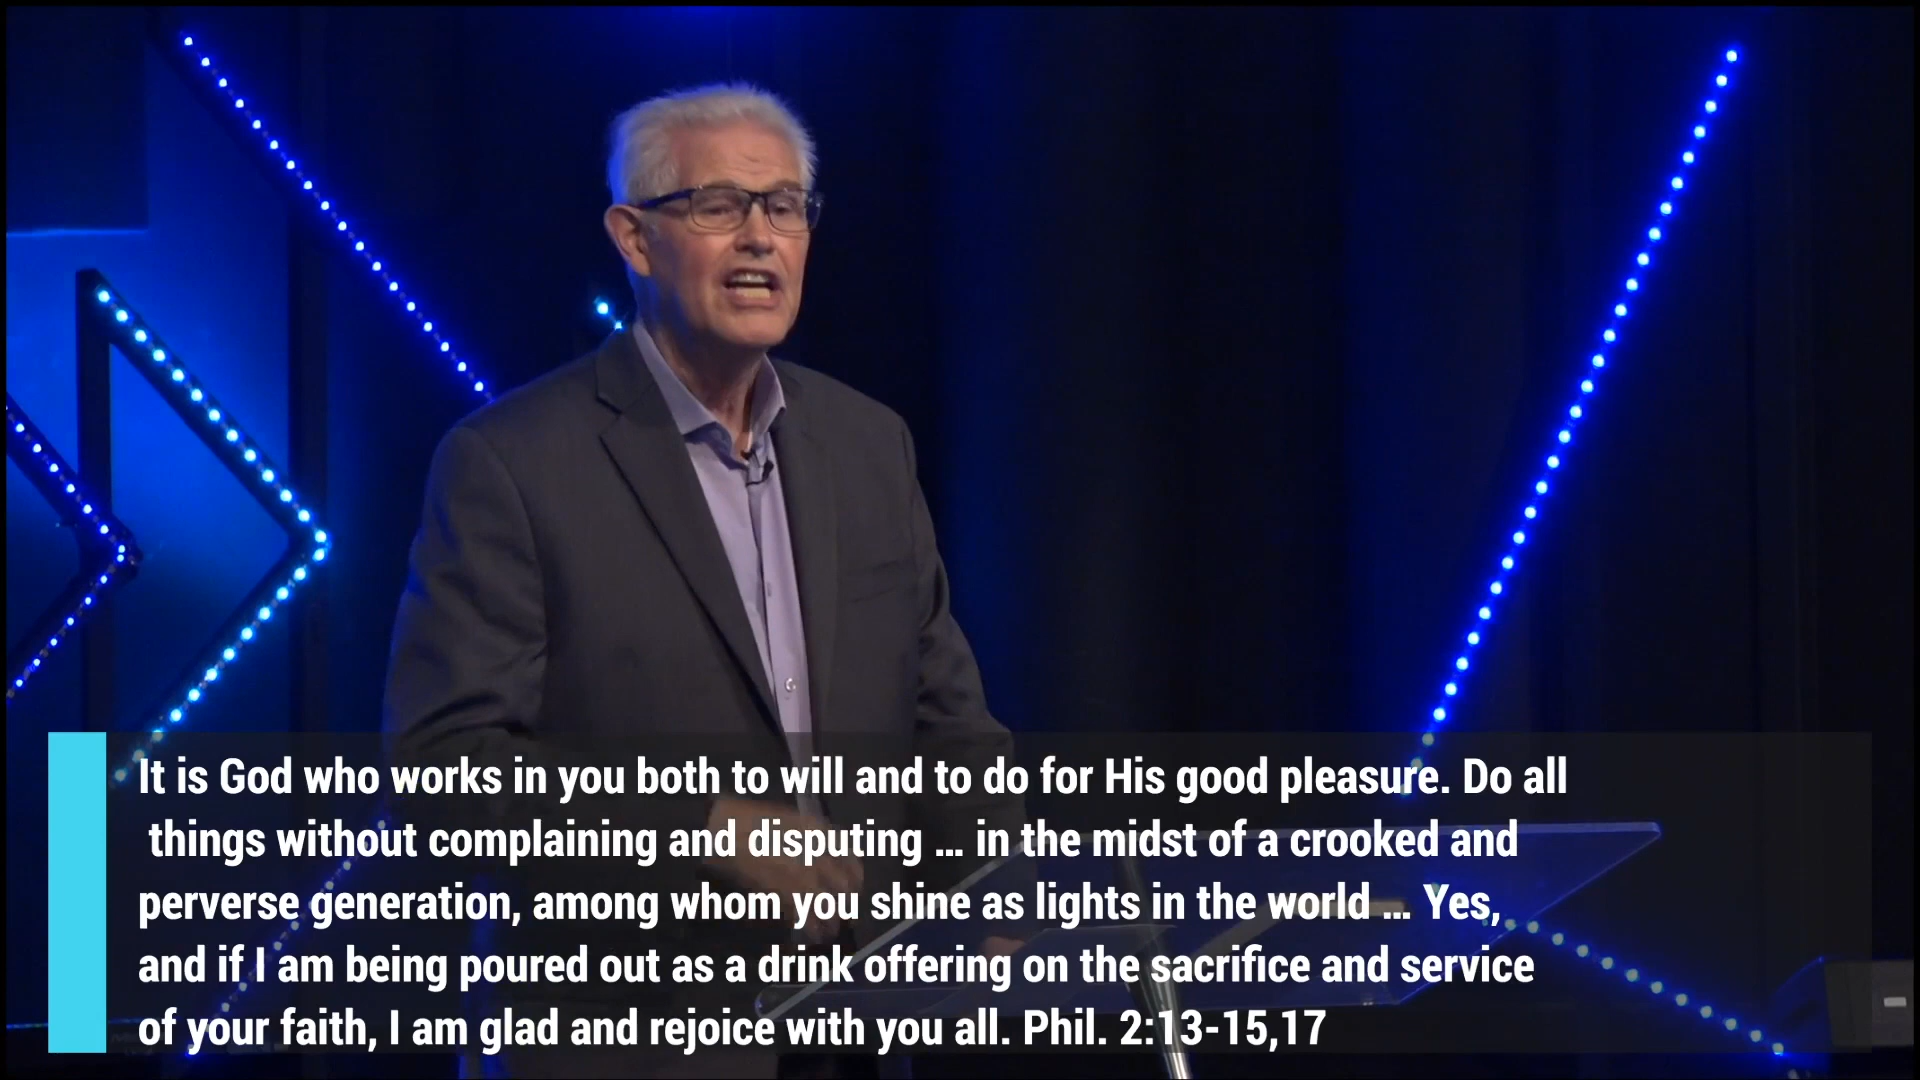 It is God who works in you both to will and to do for His good pleasure. Do all
things without complaining and disputing ... in the midst of a crooked and
perverse generation, among whom you shine as lights in the world ... Yes,
and if I am being poured out as a drink offering on the sacrifice and service
of your faith, I am glad and rejoice with you all. Phil. 2:13-15,17